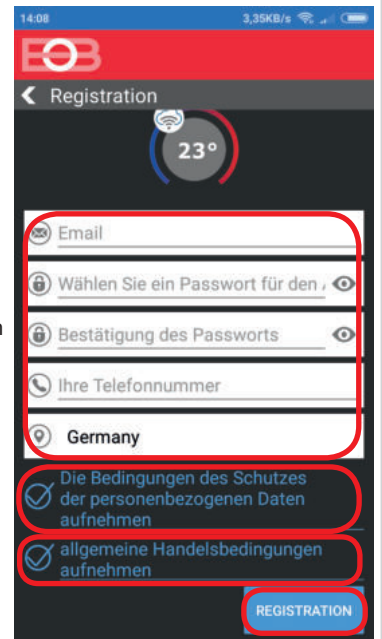 14:08 3,35KB/s
EOB
Registration
23°
Email
Wählen Sie ein Passwort für den
Bestätigung des Passworts
Ihre Telefonnummer
Germany
Die Bedingungen des Schutzes
der personenbezogenen Daten
aufnehmen
allgemeine Handelsbedingungen
aufnehmen
REGISTRATION